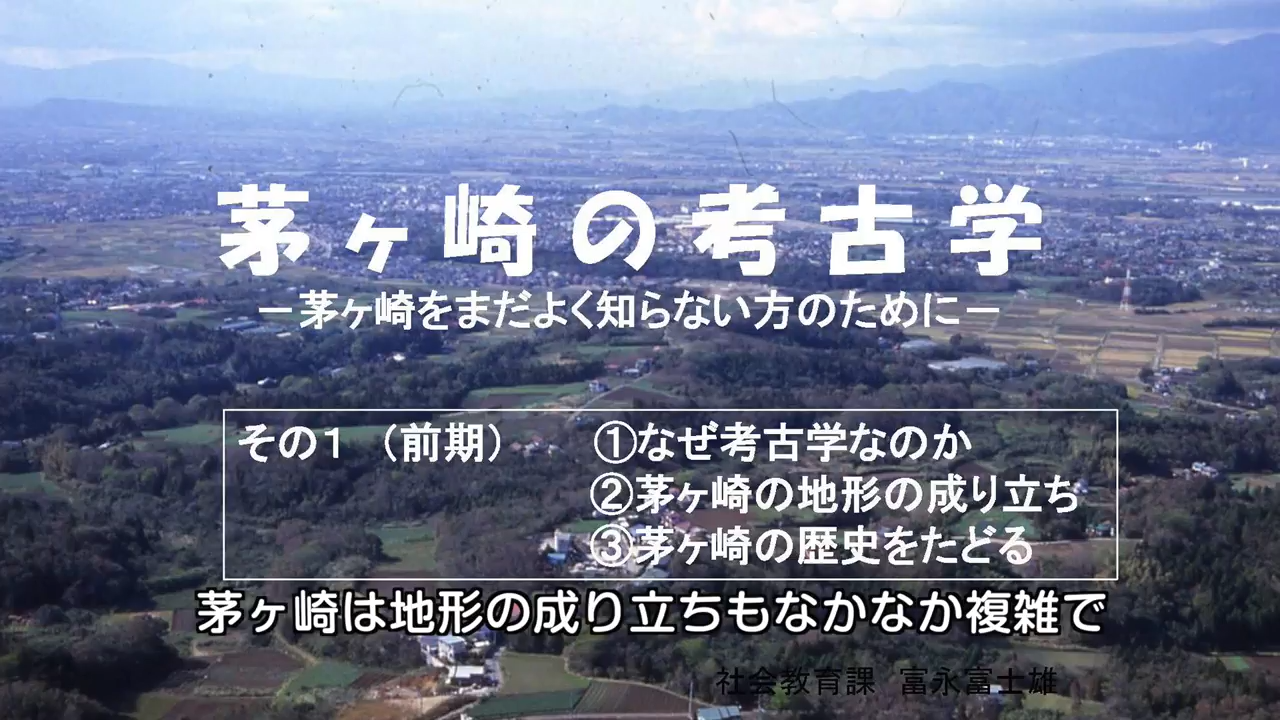 茅ヶ崎の考古学
－茅ヶ崎をまだよく知らない方のために－
その１　（前期）　　①なぜ考古学なのか
②茅ヶ崎の地形の成り立ち
③茅ヶ崎の歴史をたどる
茅ヶ崎は地形の成り立ちもなかなか複雑で
社会教育課　富永富士雄